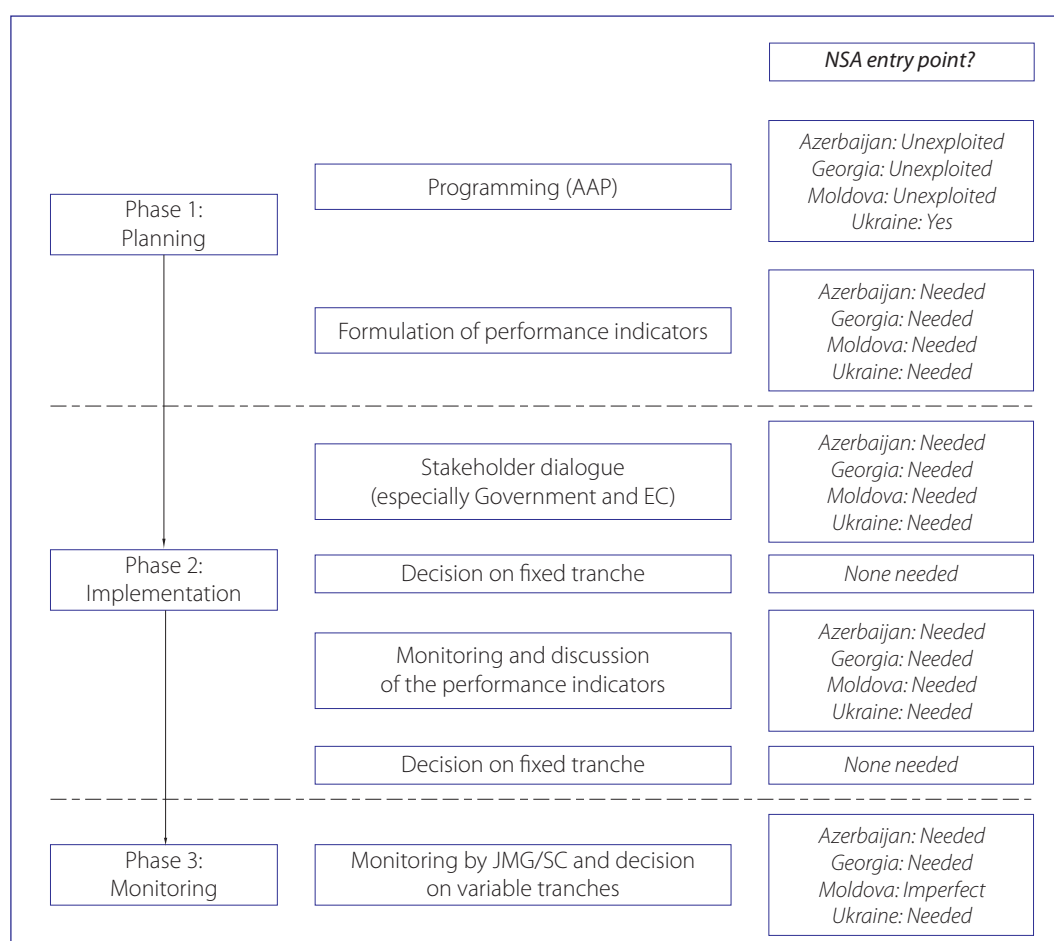 NSA entry point?
Phase 1:
Planning
Programming (AAP)
Azerbaijan: Unexploited
Georgia: Unexploited
Moldova: Unexploited
Ukraine: Yes
Formulation of performance indicators
Azerbaijan: Needed
Georgia: Needed
Moldova: Needed
Ukraine: Needed
Phase 2:
Implementation
Stakeholder dialogue
(especially Government and EC)
Azerbaijan: Needed
Georgia: Needed
Moldova: Needed
Ukraine: Needed
Decision on fixed tranche
None needed
Monitoring and discussion
of the performance indicators
Azerbaijan: Needed
Georgia: Needed
Moldova: Needed
Ukraine: Needed
Decision on fixed tranche
None needed
Phase 3:
Monitoring
Monitoring by JMG/SC and decision
on variable tranches
Azerbaijan: Needed
Georgia: Needed
Moldova: Imperfect
Ukraine: Needed